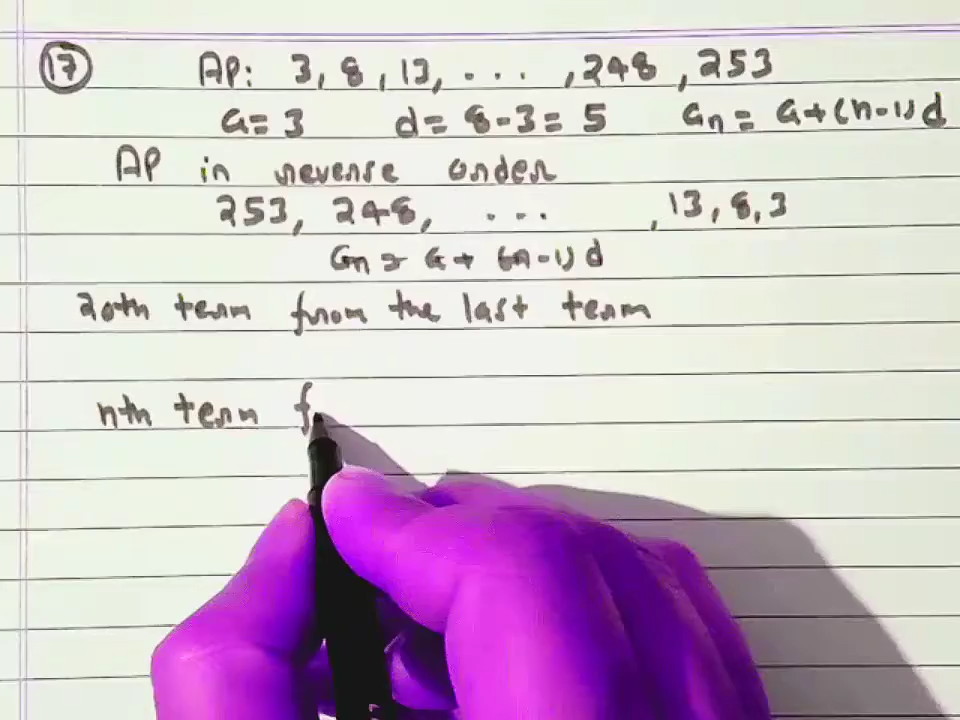 17 AP: 3, 8, 13, . . . , 248, 253
a = 3 d = 8 - 3 = 5 an = a + (n-1)d
AP in reverse order
253, 248, . . . , 13, 8, 3
an = a + (n-1)d
20th term from the last term
nth term f